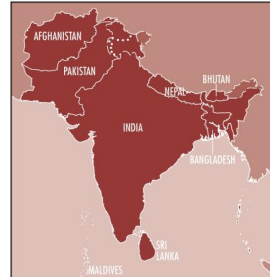 AFGHANISTAN
PAKISTAN
BHUTAN
NEPAL
INDIA
BANGLADESH
SRI
LANKA
MALDIVES